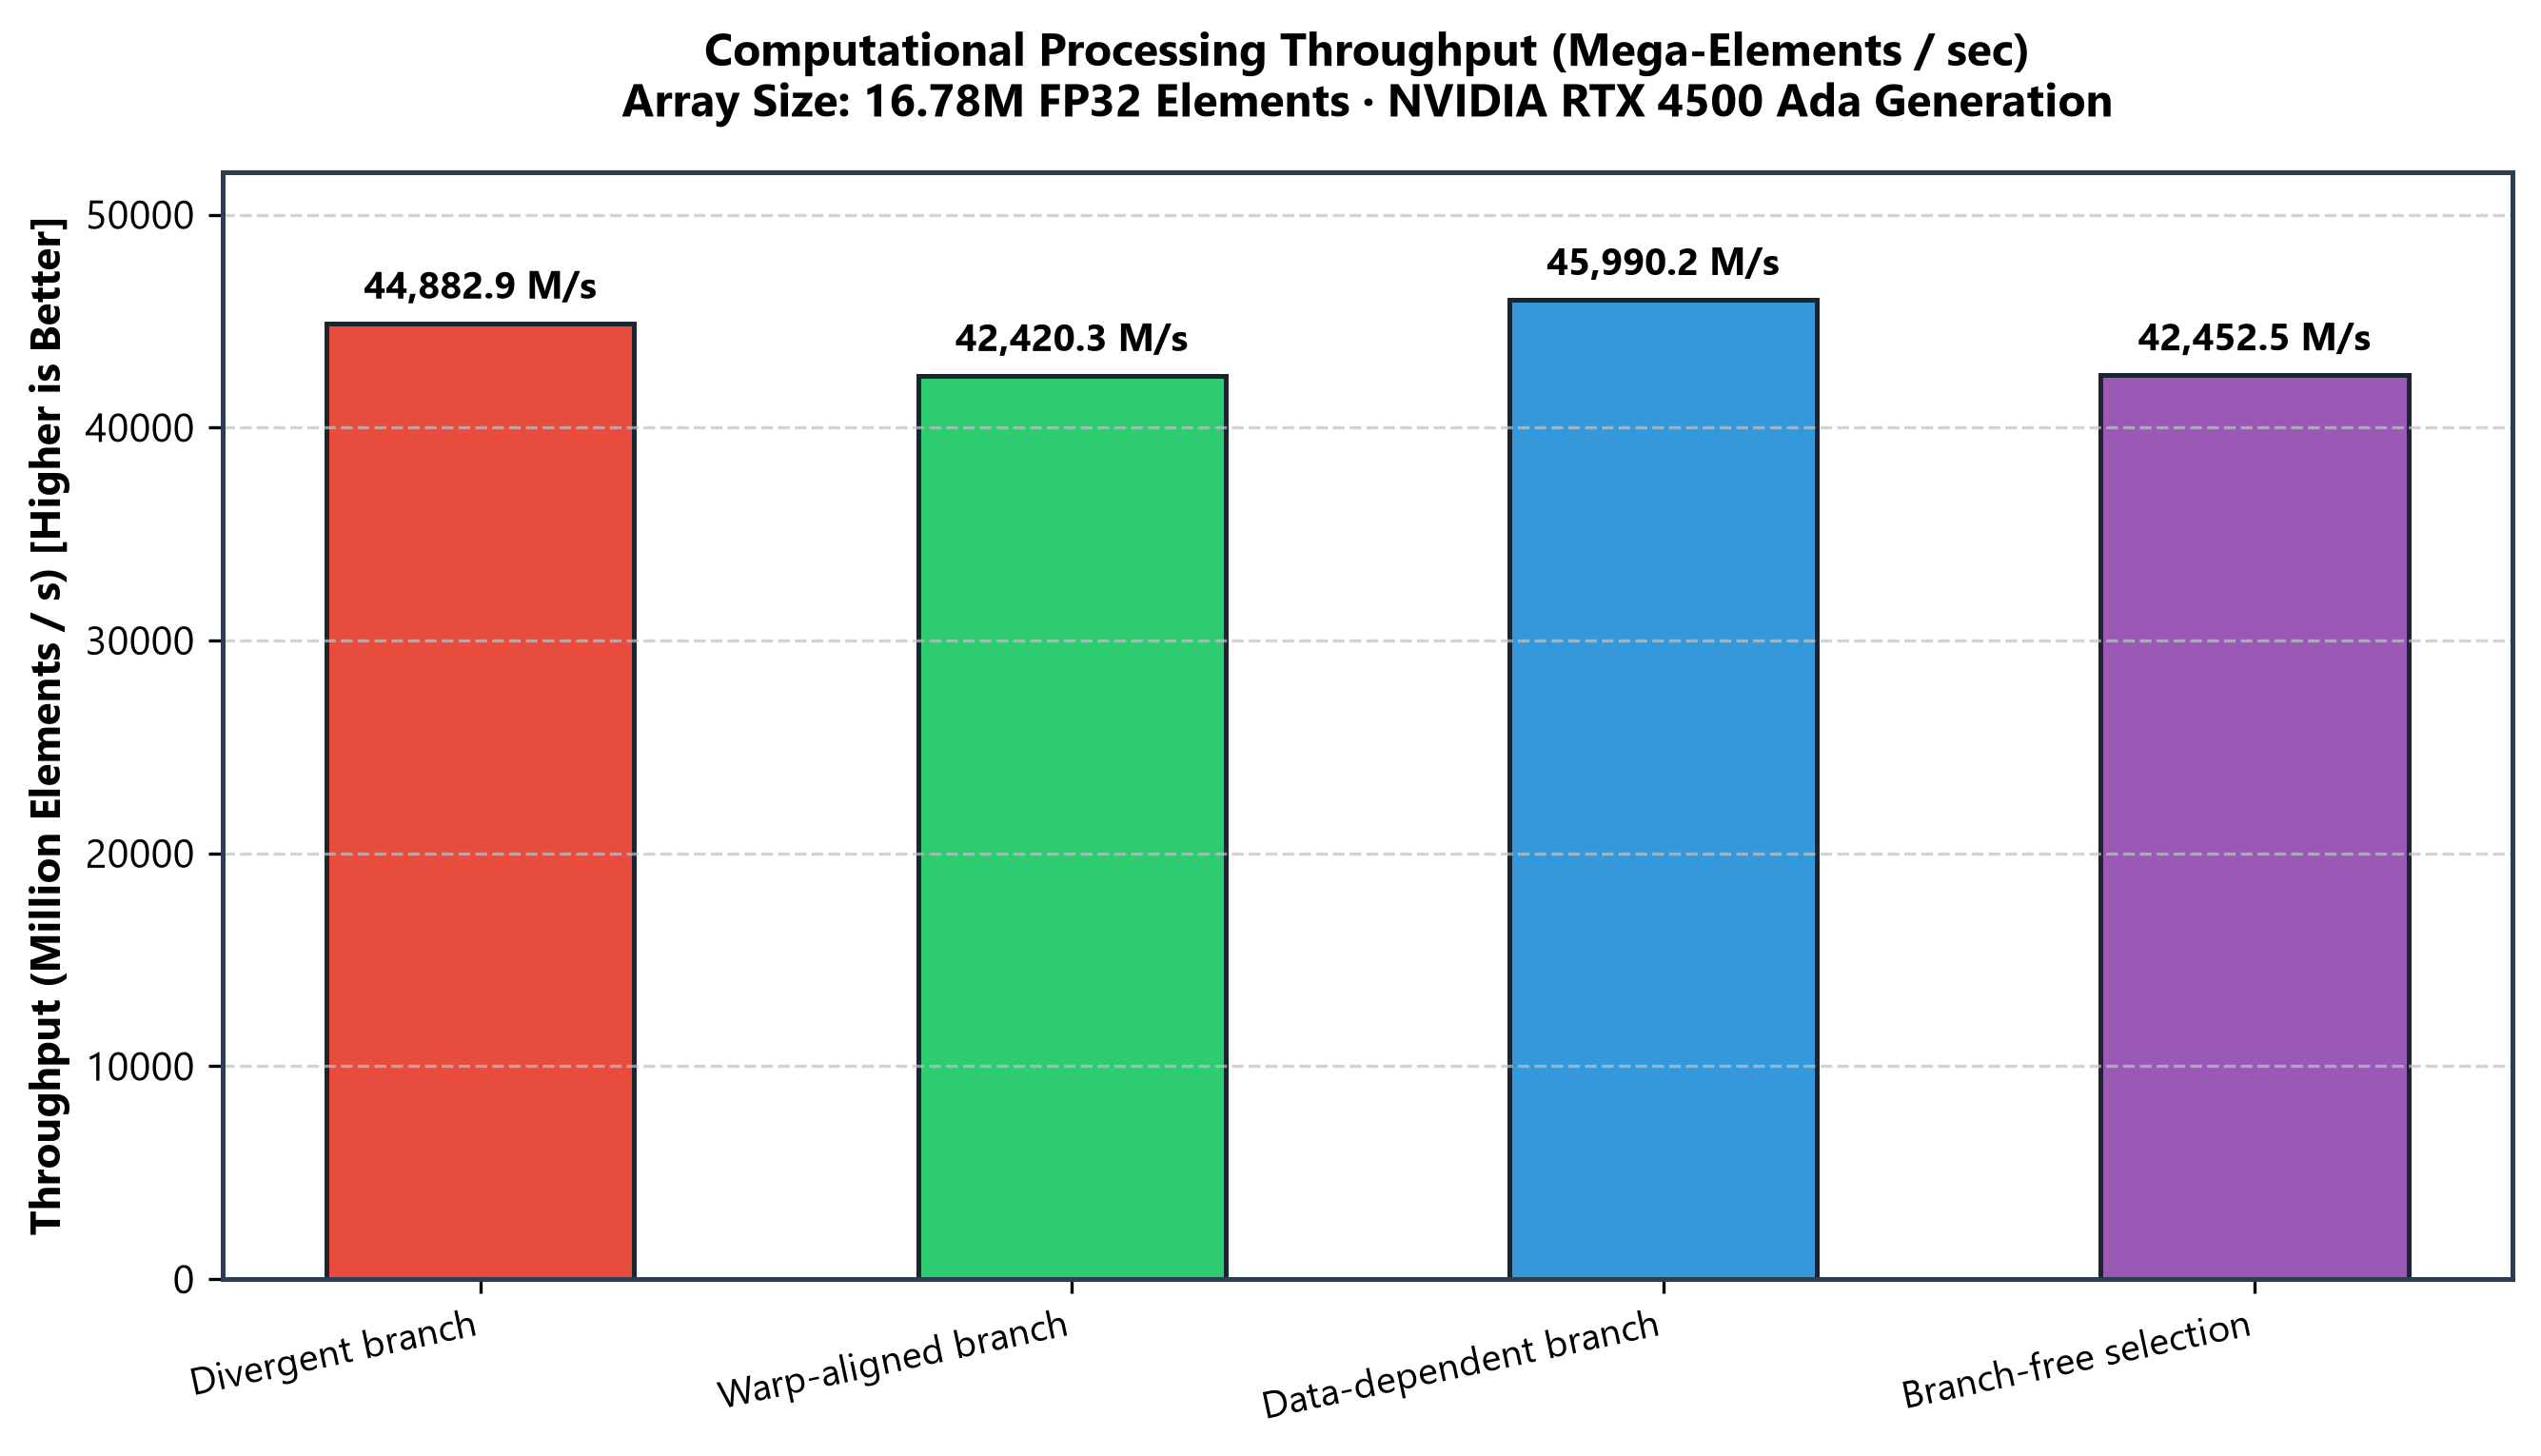 Computational Processing Throughput (Mega-Elements / sec)
Array Size: 16.78M FP32 Elements · NVIDIA RTX 4500 Ada Generation
Throughput (Million Elements / s) [Higher is Better]
50000
40000
30000
20000
10000
0
44,882.9 M/s
42,420.3 M/s
45,990.2 M/s
42,452.5 M/s
Divergent branch
Warp-aligned branch
Data-dependent branch
Branch-free selection